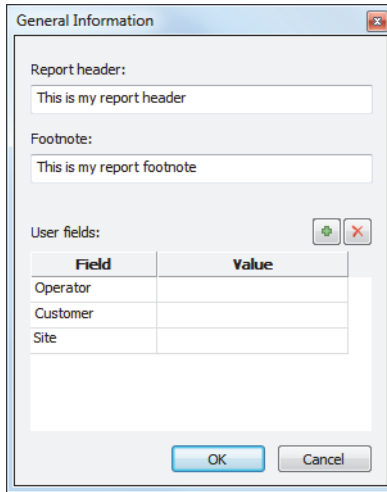 General Information
Report header:
This is my report header
Footnote:
This is my report footnote
User fields:
Field Value
Operator
Customer
Site
OK Cancel